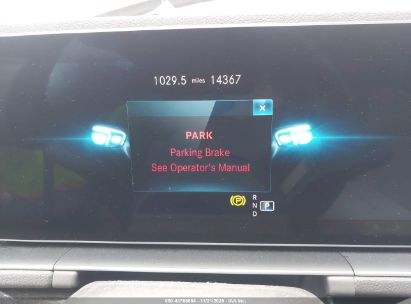 1029.5 miles 14367
X
PARK
Parking Brake
See Operator's Manual
(P) R
N P
D